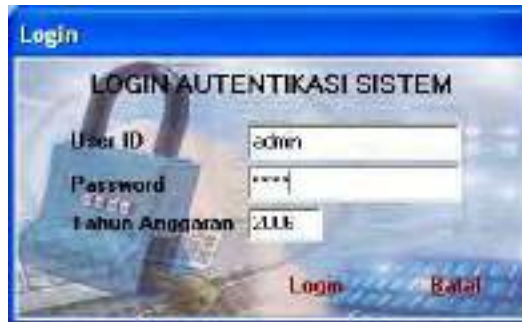 Login
LOGIN AUTENTIKASI SISTEM
User ID admin
Password ****
Tahun Anggaran 2006
Login Batal